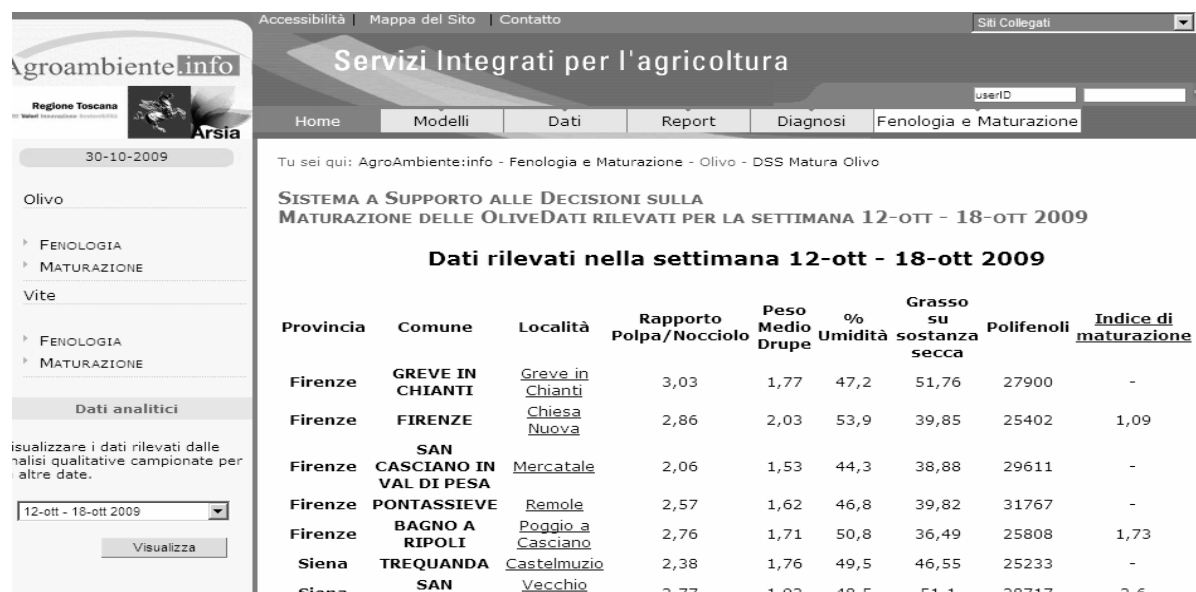 Accessibilità | Mappa del Sito | Contatto
Siti Collegati
Agroambiente.info
Servizi Integrati per l'agricoltura
userID
Regione Toscana
Arsia
Home Modelli Dati Report Diagnosi Fenologia e Maturazione
30-10-2009
Tu sei qui: AgroAmbiente:info - Fenologia e Maturazione - Olivo - DSS Matura Olivo
Olivo
FENOLOGIA
MATURAZIONE
Vite
FENOLOGIA
MATURAZIONE
Dati analitici
isualizzare i dati rilevati dalle
nalisi qualitative campionate per
altre date.
12-ott - 18-ott 2009
Visualizza
SISTEMA A SUPPORTO ALLE DECISIONI SULLA
MATURAZIONE DELLE OLIVEDATI RILEVATI PER LA SETTIMANA 12-OTT - 18-OTT 2009
Dati rilevati nella settimana 12-ott - 18-ott 2009
Provincia Comune Località Rapporto Polpa/Nocciolo Peso Medio Drupe % Umidità Grasso su sostanza secca Polifenoli Indice di maturazione
Firenze GREVE IN CHIANTI Greve in Chianti 3,03 1,77 47,2 51,76 27900 -
Firenze FIRENZE Chiesa Nuova 2,86 2,03 53,9 39,85 25402 1,09
Firenze SAN CASCIANO IN VAL DI PESA Mercatale 2,06 1,53 44,3 38,88 29611 -
Firenze PONTASSIEVE Remole 2,57 1,62 46,8 39,82 31767 -
Firenze BAGNO A RIPOLI Poggio a Casciano 2,76 1,71 50,8 36,49 25808 1,73
Siena TREQUANDA Castelmuzio 2,38 1,76 49,5 46,55 25233 -
Siena SAN Vecchio